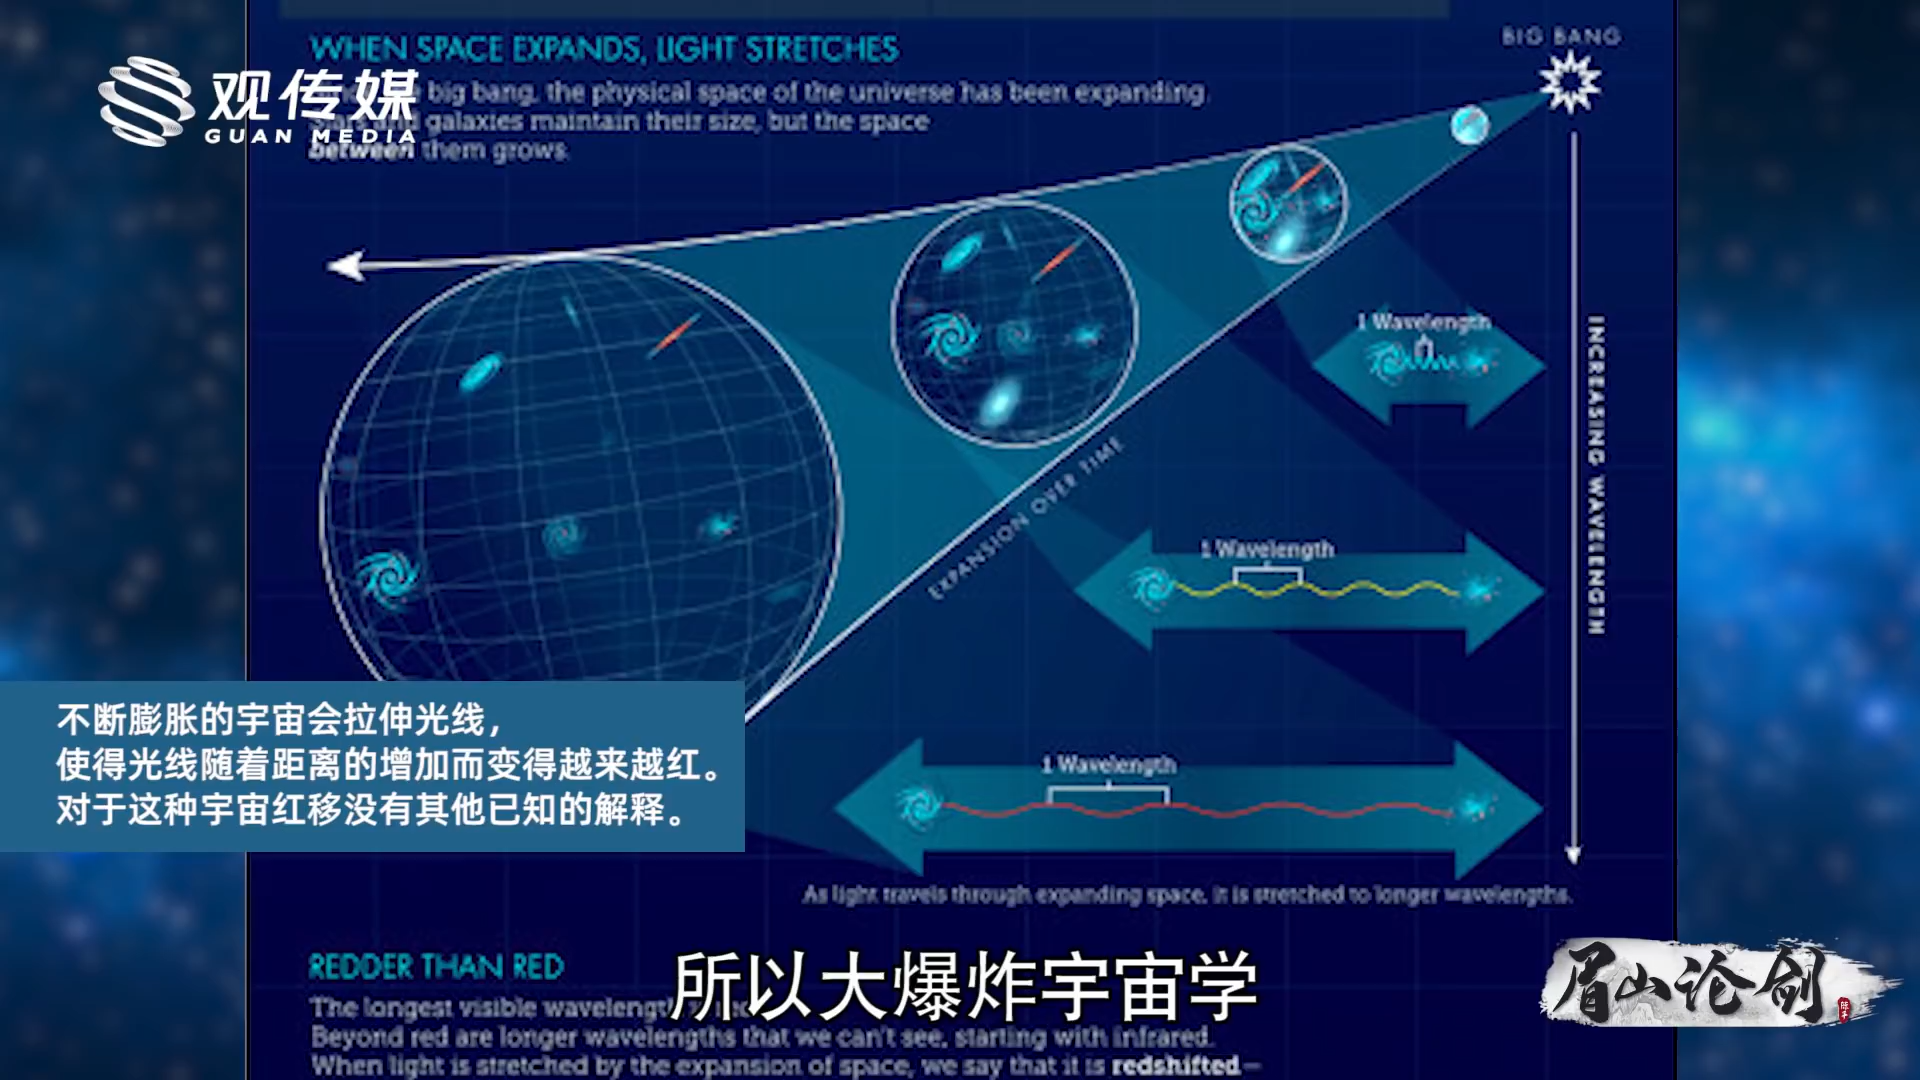 WHEN SPACE EXPANDS, LIGHT STRETCHES
big bang, the physical space of the universe has been expanding.
galaxies maintain their size, but the space
between them grows.
观传媒
GUAN MEDIA
BIG BANG
1 Wavelength
INCREASING WAVELENGTH
EXPANSION OVER TIME
1 Wavelength
1 Wavelength
不断膨胀的宇宙会拉伸光线，
使得光线随着距离的增加而变得越来越红。
对于这种宇宙红移没有其他已知的解释。
As light travels through expanding space, it is stretched to longer wavelengths.
REDDER THAN RED
The longest visible wavelength
Beyond red are longer wavelengths that we can't see, starting with infrared.
When light is stretched by the expansion of space, we say that it is redshifted—
所以大爆炸宇宙学
眉山论剑